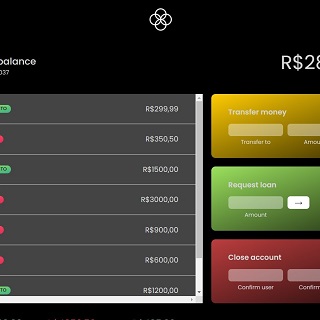 balance
037
R$28
TO
R$299,99
R$350,50
TO
R$1500,00
R$3000,00
R$900,00
R$600,00
TO
R$1200,00
Transfer money
Transfer to
Amou
Request loan
→
Amount
Close account
Confirm user
Confirm